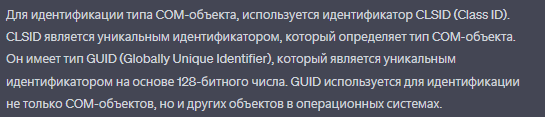 Для идентификации типа COM-объекта, используется идентификатор CLSID (Class ID).
CLSID является уникальным идентификатором, который определяет тип COM-объекта.
Он имеет тип GUID (Globally Unique Identifier), который является уникальным
идентификатором на основе 128-битного числа. GUID используется для идентификации
не только COM-объектов, но и других объектов в операционных системах.